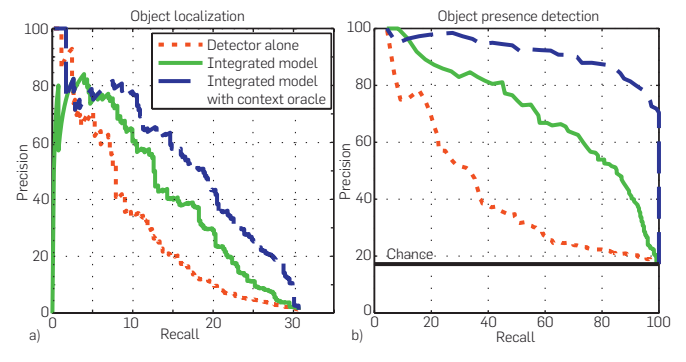 Object localization
100
80
60
40
20
0
Precision
0
10
20
30
Recall
a)
Detector alone
Integrated model
Integrated model
with context oracle
Object presence detection
100
80
60
40
20
0
Precision
Chance
0
20
40
60
80
100
Recall
b)